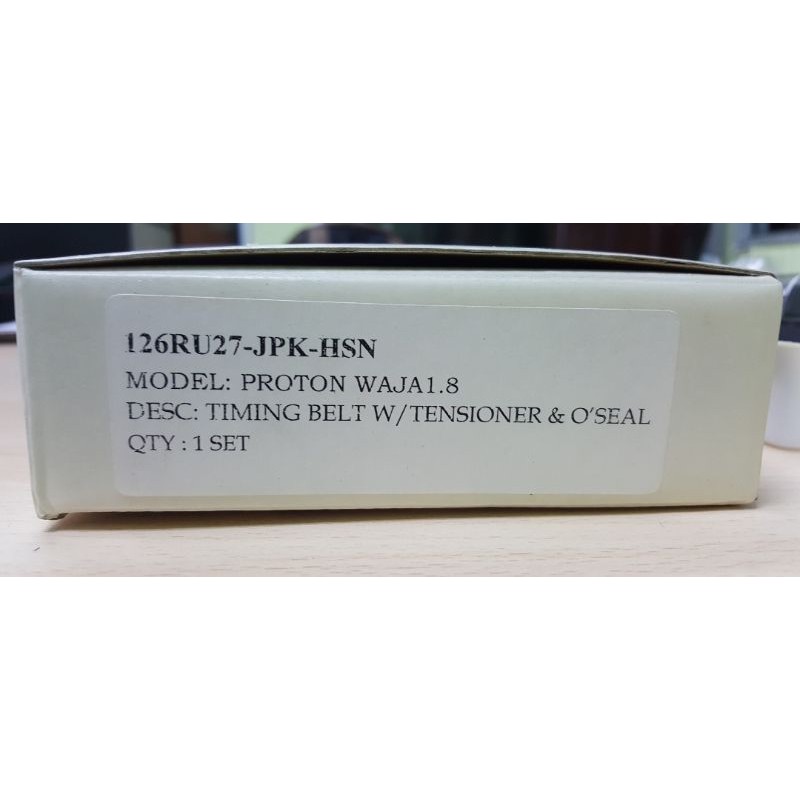 126RU27-JPK-HSN
MODEL: PROTON WAJA1.8
DESC: TIMING BELT W/TENSIONER & O'SEAL
QTY : 1 SET